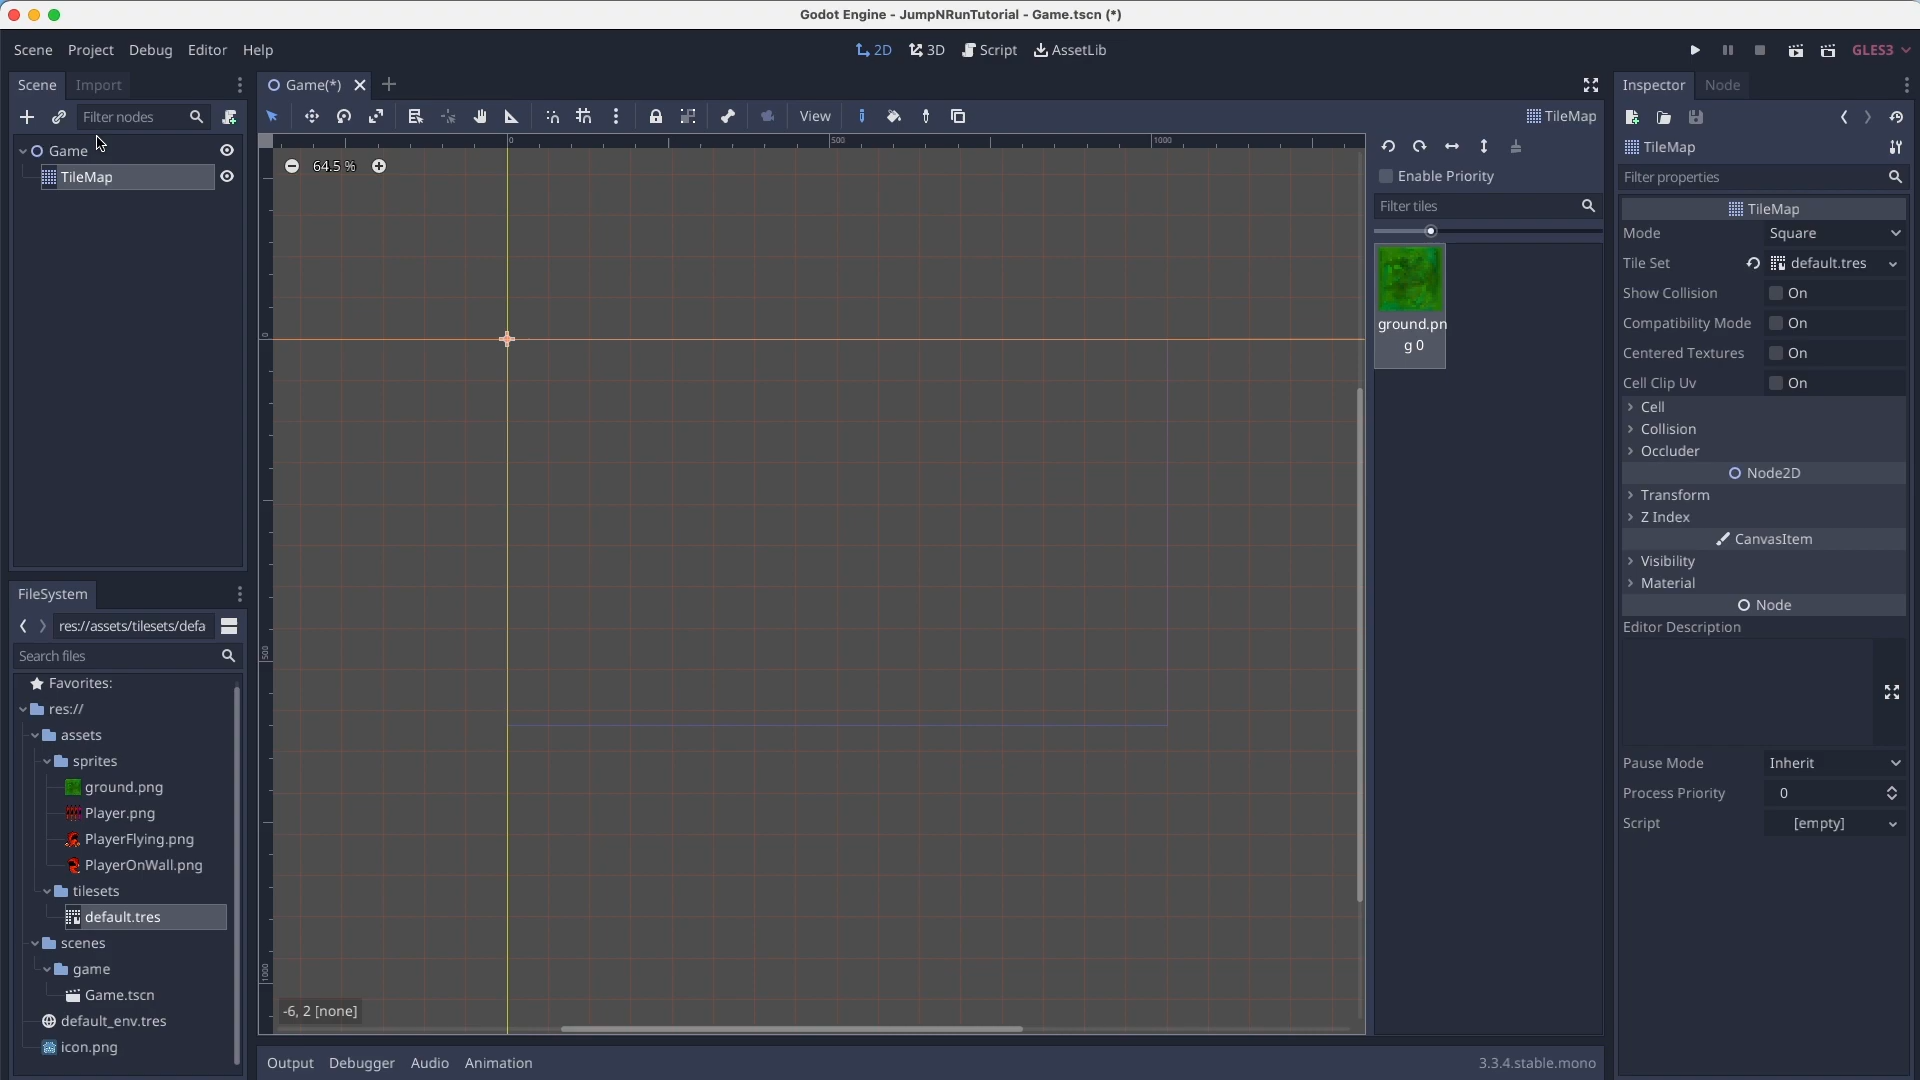 Godot Engine - JumpNRunTutorial - Game.tscn (*)
Scene Project Debug Editor Help
2D 3D Script AssetLib
GLES3
Scene Import
Game(*)
Inspector Node
Filter nodes
View
TileMap
Game
TileMap
64.5 %
0 500 1000
0
500
1000
-6, 2 [none]
Enable Priority
Filter tiles
ground.pn
g 0
TileMap
Filter properties
TileMap
Mode Square
Tile Set default.tres
Show Collision On
Compatibility Mode On
Centered Textures On
Cell Clip Uv On
Cell
Collision
Occluder
Node2D
Transform
Z Index
CanvasItem
Visibility
Material
Node
Editor Description
Pause Mode Inherit
Process Priority 0
Script [empty]
FileSystem
res://assets/tilesets/defa
Search files
Favorites:
res://
assets
sprites
ground.png
Player.png
PlayerFlying.png
PlayerOnWall.png
tilesets
default.tres
scenes
game
Game.tscn
default_env.tres
icon.png
Output Debugger Audio Animation
3.3.4.stable.mono